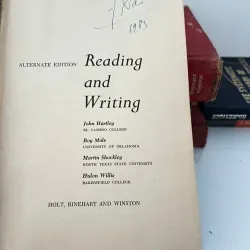 1983
ALTERNATE EDITION Reading
and
Writing
John Hartley
EL CAMINO COLLEGE
Roy Male
UNIVERSITY OF OKLAHOMA
Martin Shockley
NORTH TEXAS STATE UNIVERSITY
Hulon Willis
BAKERSFIELD COLLEGE
HOLT, RINEHART AND WINSTON